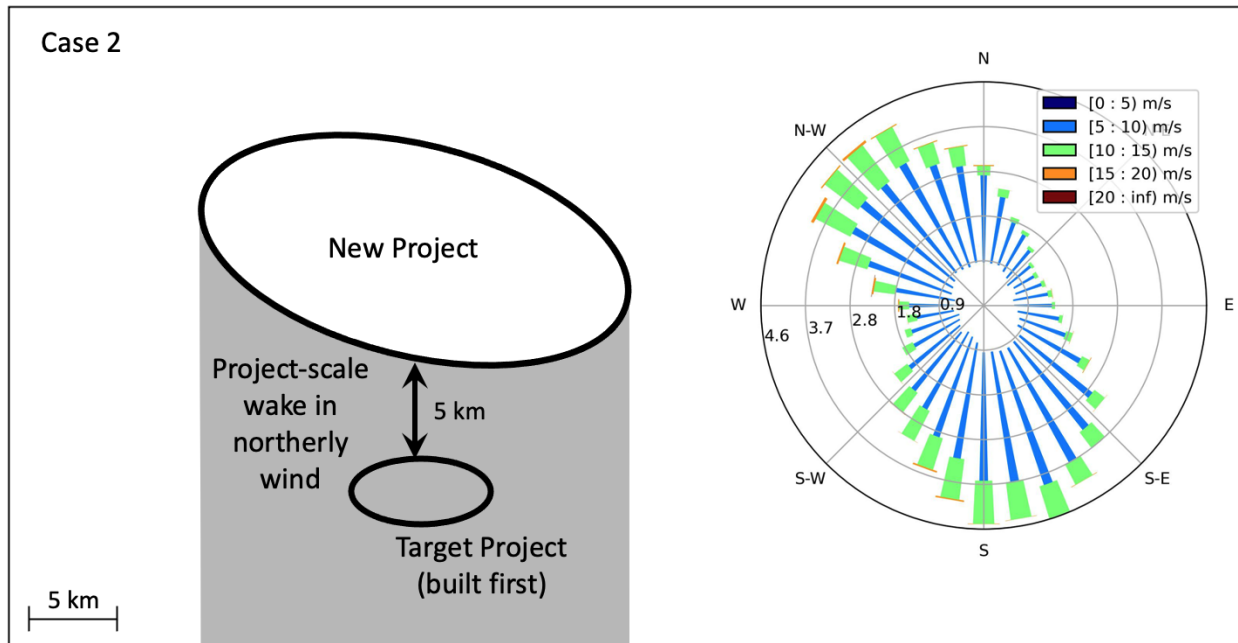 Case 2
New Project
Project-scale
wake in
northerly
wind
5 km
Target Project
(built first)
5 km
N
N-W
W
S-W
S
S-E
E
4.6
3.7
2.8
1.8
0.9
[0 : 5) m/s
[5 : 10) m/s
[10 : 15) m/s
[15 : 20) m/s
[20 : inf) m/s